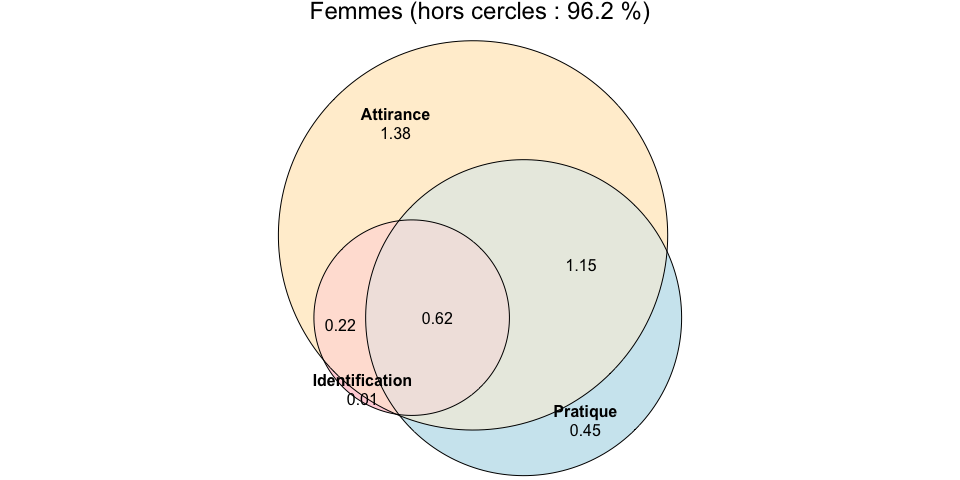 Femmes (hors cercles : 96.2 %)
Attirance
1.38
1.15
0.62
0.22
Identification
0.01
Pratique
0.45